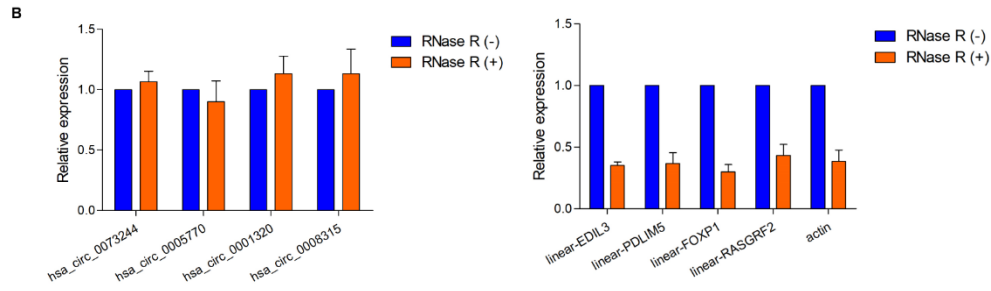 B
Relative expression
1.5
1.0
0.5
0.0
hsa_circ_0073244
hsa_circ_0005770
hsa_circ_0001320
hsa_circ_0008315
RNase R (-)
RNase R (+)
Relative expression
1.5
1.0
0.5
0.0
linear-EDIL3
linear-PDLIM5
linear-FOXP1
linear-RASGRF2
actin
RNase R (-)
RNase R (+)